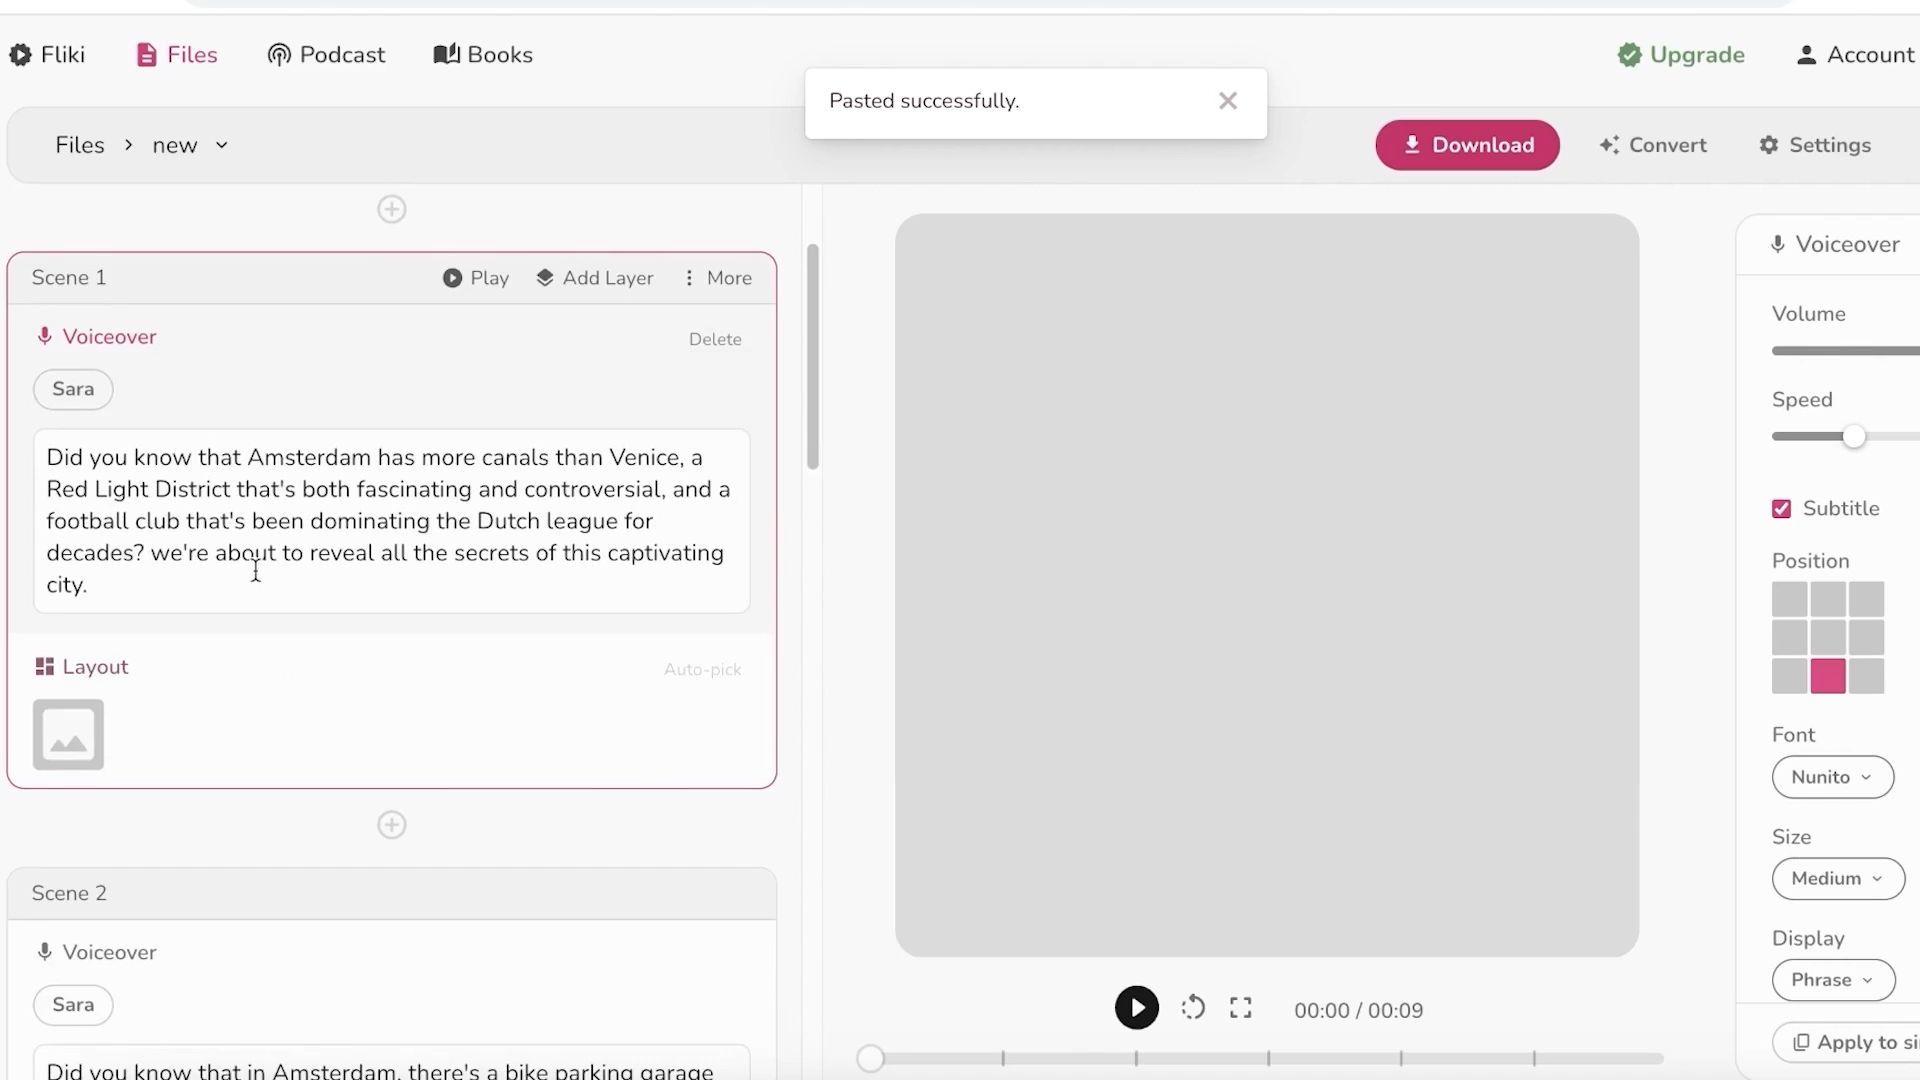 Fliki Files Podcast Books Upgrade Account
Pasted successfully.
Files > new Download Convert Settings
Scene 1 Play Add Layer More
Voiceover Delete
Sara
Did you know that Amsterdam has more canals than Venice, a
Red Light District that's both fascinating and controversial, and a
football club that's been dominating the Dutch league for
decades? we're about to reveal all the secrets of this captivating
city.
Layout Auto-pick
Scene 2
Voiceover
Sara
Did you know that in Amsterdam, there's a bike parking garage
00:00 / 00:09
Voiceover
Volume
Speed
Subtitle
Position
Font
Nunito
Size
Medium
Display
Phrase
Apply to